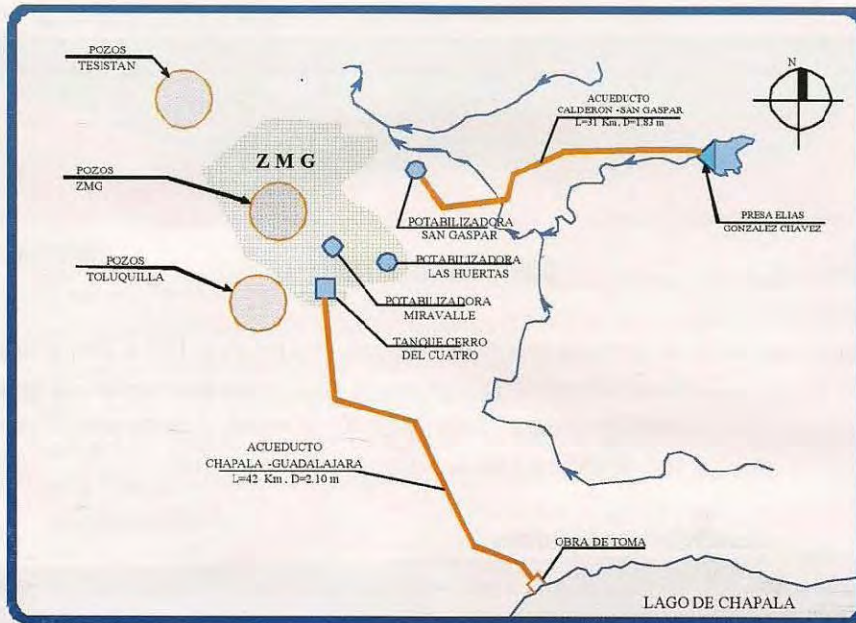 POZOS
TESISTAN
ACUEDUCTO
CALDERON -SAN GASPAR
L=31 Km , D=1.83 m
N
ZMG
POZOS
ZMG
POTABILIZADORA
SAN GASPAR
PRESA ELIAS
GONZALEZ CHAVEZ
POZOS
TOLUQUILLA
POTABILIZADORA
LAS HUERTAS
POTABILIZADORA
MIRAVALLE
TANQUE CERRO
DEL CUATRO
ACUEDUCTO
CHAPALA -GUADALAJARA
L=42 Km , D=2.10 m
OBRA DE TOMA
LAGO DE CHAPALA